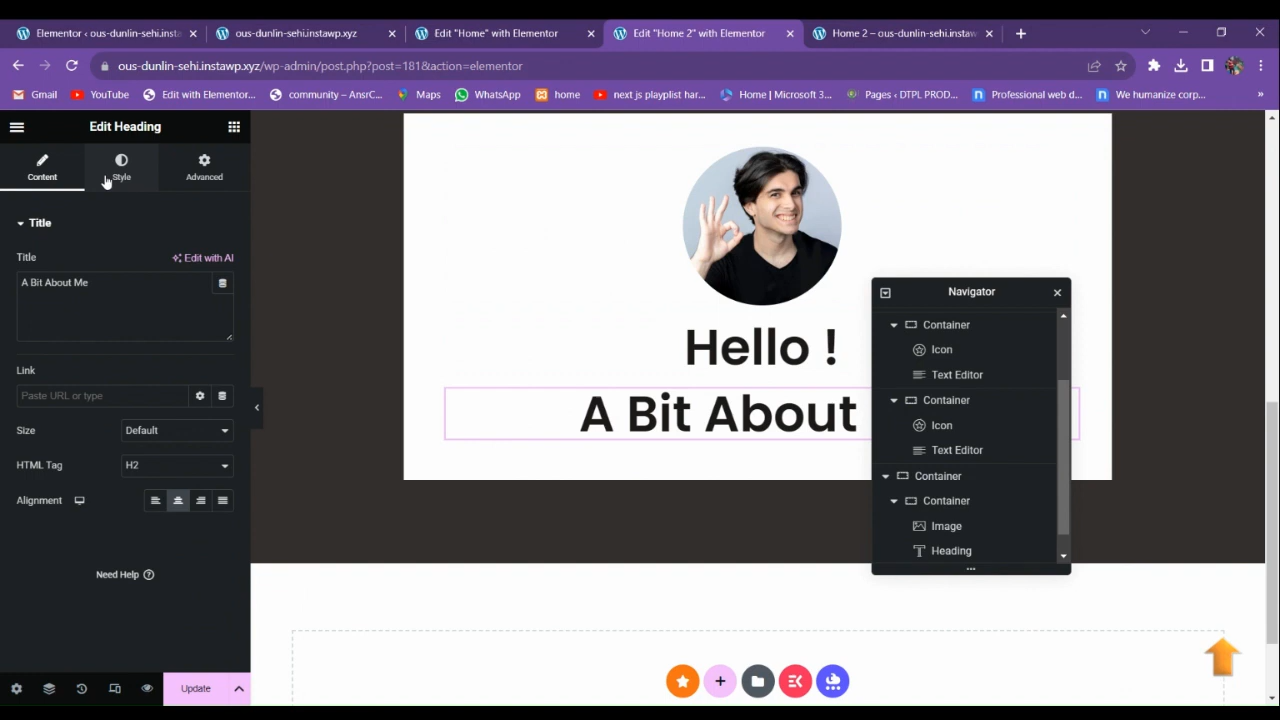 Elementor ‹ ous-dunlin-sehi.insta
ous-dunlin-sehi.instawp.xyz
Edit "Home" with Elementor
Edit "Home 2" with Elementor
Home 2 – ous-dunlin-sehi.instaw
ous-dunlin-sehi.instawp.xyz/wp-admin/post.php?post=181&action=elementor
Gmail
YouTube
Edit with Elementor...
community – AnsrC...
Maps
WhatsApp
home
next js playlist har...
Home | Microsoft 3...
Pages ‹ DTPL PROD...
Professional web d...
We humanize corp...
»
Edit Heading
Content
Style
Advanced
Title
Title
Edit with AI
A Bit About Me
Link
Paste URL or type
Size
Default
HTML Tag
H2
Alignment
Need Help
Update
Hello !
A Bit About
Navigator
Container
Icon
Text Editor
Container
Icon
Text Editor
Container
Container
Image
Heading